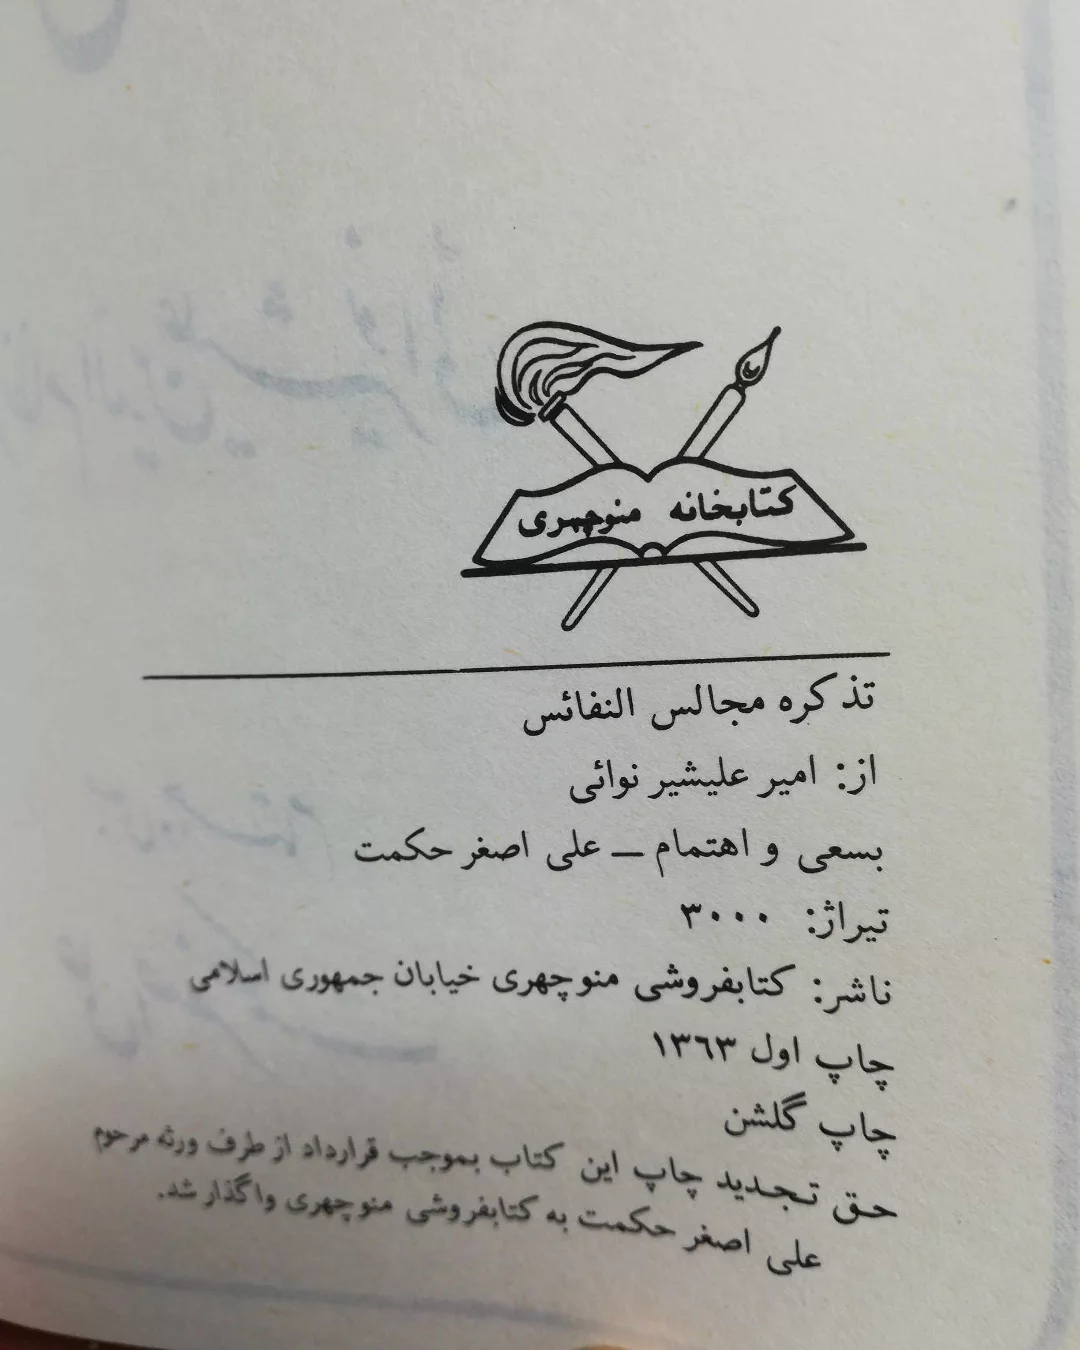 کتابخانه منوچهری
تذکره مجالس النفائس
از: امیر علیشیر نوائی
بسعی و اهتمام ــ علی اصغر حکمت
تیراژ: ۳۰۰۰
ناشر: کتابفروشی منوچهری خیابان جمهوری اسلامی
چاپ اول ۱۳٦۳
چاپ گلشن
حق تجدید چاپ این کتاب بموجب قرارداد از طرف ورثه مرحوم
علی اصغر حکمت به کتابفروشی منوچهری واگذار شد.